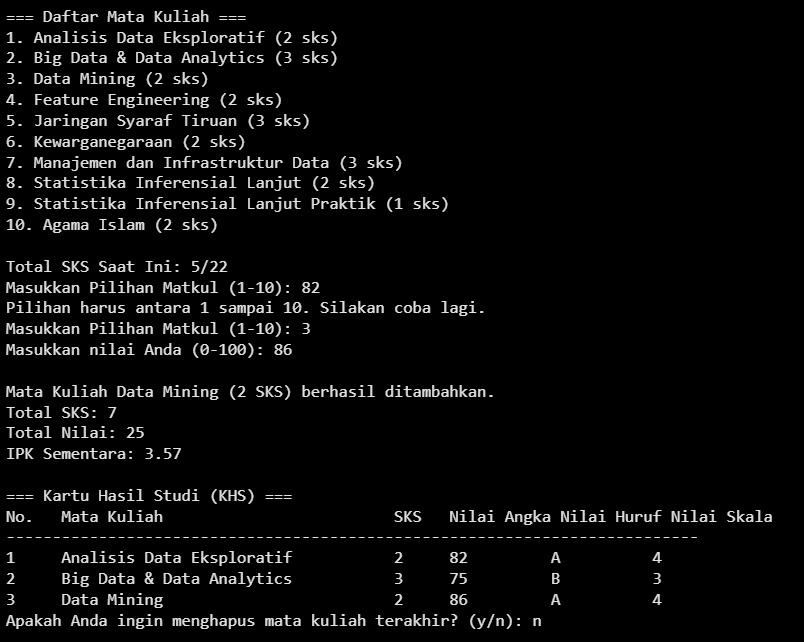 === Daftar Mata Kuliah ===
1. Analisis Data Eksploratif (2 sks)
2. Big Data & Data Analytics (3 sks)
3. Data Mining (2 sks)
4. Feature Engineering (2 sks)
5. Jaringan Syaraf Tiruan (3 sks)
6. Kewarganegaraan (2 sks)
7. Manajemen dan Infrastruktur Data (3 sks)
8. Statistika Inferensial Lanjut (2 sks)
9. Statistika Inferensial Lanjut Praktik (1 sks)
10. Agama Islam (2 sks)

Total SKS Saat Ini: 5/22
Masukkan Pilihan Matkul (1-10): 82
Pilihan harus antara 1 sampai 10. Silakan coba lagi.
Masukkan Pilihan Matkul (1-10): 3
Masukkan nilai Anda (0-100): 86

Mata Kuliah Data Mining (2 SKS) berhasil ditambahkan.
Total SKS: 7
Total Nilai: 25
IPK Sementara: 3.57

=== Kartu Hasil Studi (KHS) ===
No.   Mata Kuliah                         SKS   Nilai Angka Nilai Huruf Nilai Skala
---------------------------------------------------------------------------
1     Analisis Data Eksploratif           2     82         A          4
2     Big Data & Data Analytics           3     75         B          3
3     Data Mining                         2     86         A          4
Apakah Anda ingin menghapus mata kuliah terakhir? (y/n): n